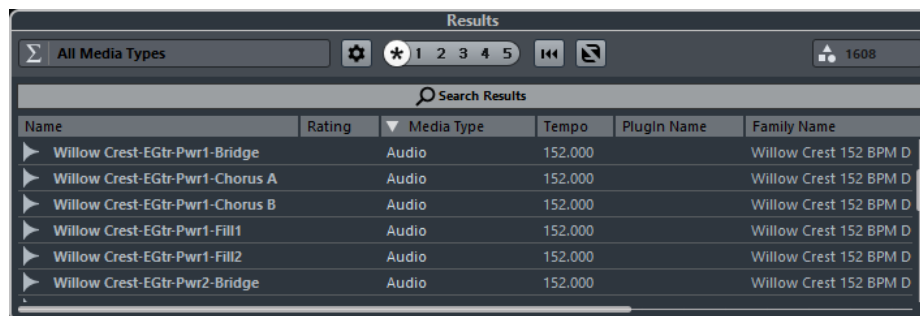 Results
All Media Types * 1 2 3 4 5 1608
Search Results
Name Rating Media Type Tempo PlugIn Name Family Name
Willow Crest-EGtr-Pwr1-Bridge Audio 152.000 Willow Crest 152 BPM D
Willow Crest-EGtr-Pwr1-Chorus A Audio 152.000 Willow Crest 152 BPM D
Willow Crest-EGtr-Pwr1-Chorus B Audio 152.000 Willow Crest 152 BPM D
Willow Crest-EGtr-Pwr1-Fill1 Audio 152.000 Willow Crest 152 BPM D
Willow Crest-EGtr-Pwr1-Fill2 Audio 152.000 Willow Crest 152 BPM D
Willow Crest-EGtr-Pwr2-Bridge Audio 152.000 Willow Crest 152 BPM D